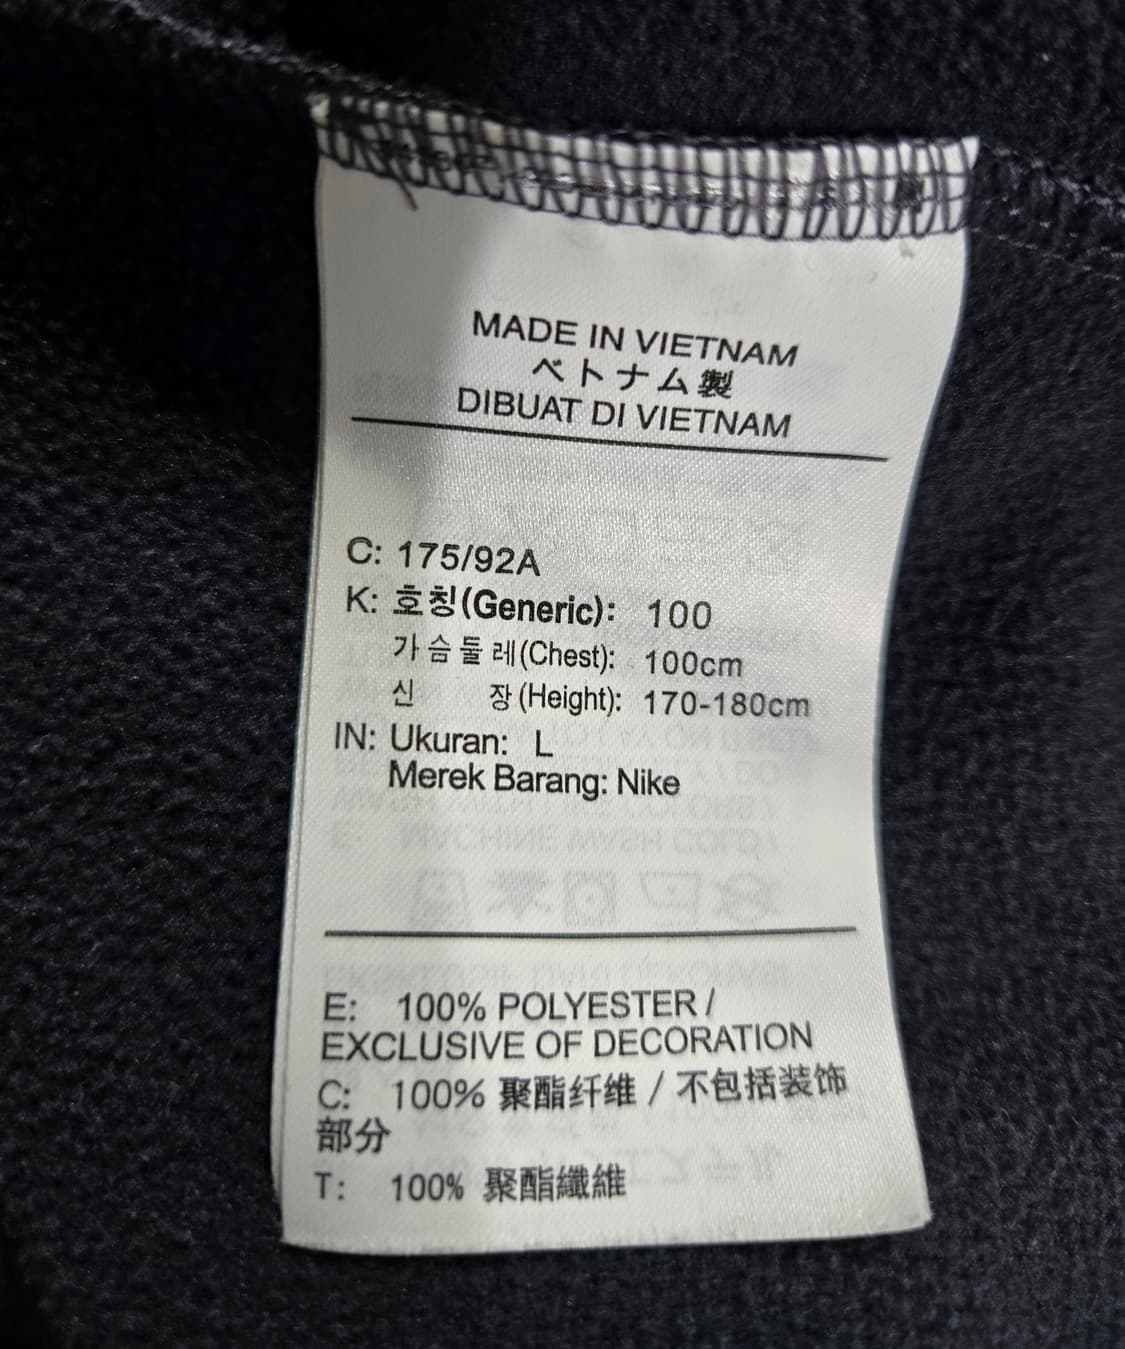 MADE IN VIETNAM
ベトナム製
DIBUAT DI VIETNAM
C: 175/92A
K: 호칭(Generic): 100
가슴둘레(Chest): 100cm
신 장(Height): 170-180cm
IN: Ukuran: L
Merek Barang: Nike
E: 100% POLYESTER /
EXCLUSIVE OF DECORATION
C: 100% 聚酯纤维 / 不包括装饰
部分
T: 100% 聚酯纖維